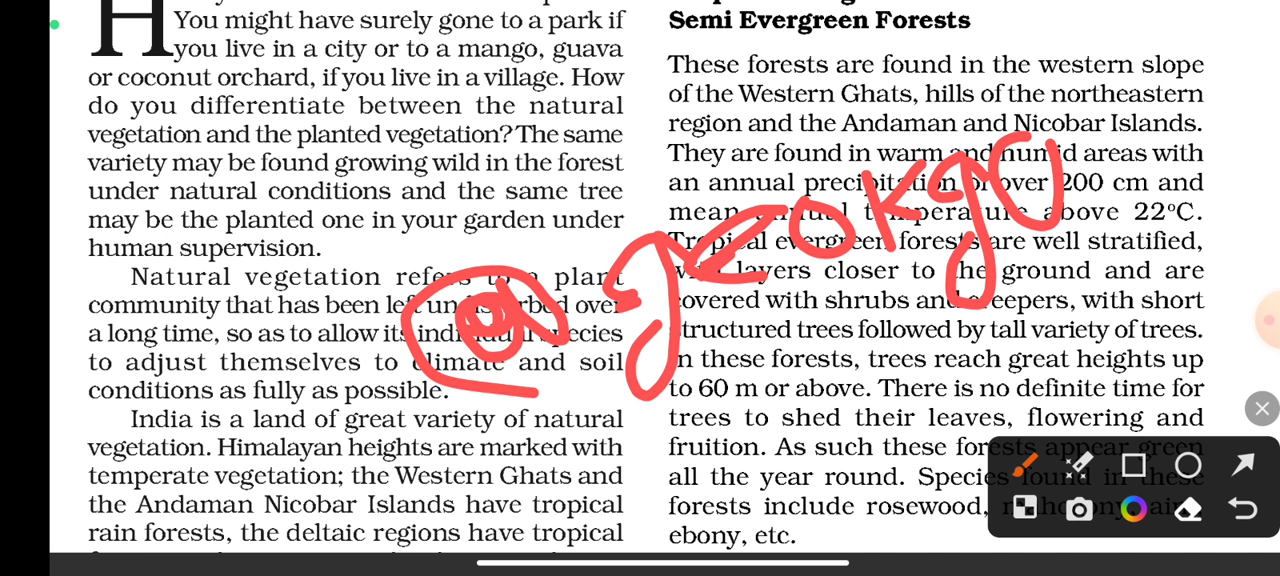 You might have surely gone to a park if
H
you live in a city or to a mango, guava
or coconut orchard, if you live in a village. How
do you differentiate between the natural
vegetation and the planted vegetation? The same
variety may be found growing wild in the forest
under natural conditions and the same tree
may be the planted one in your garden under
human supervision.
Natural vegetation refers to a plant
community that has been left undisturbed over
a long time, so as to allow its individual species
to adjust themselves to climate and soil
conditions as fully as possible.
India is a land of great variety of natural
vegetation. Himalayan heights are marked with
temperate vegetation; the Western Ghats and
the Andaman Nicobar Islands have tropical
rain forests, the deltaic regions have tropical
Semi Evergreen Forests
These forests are found in the western slope
of the Western Ghats, hills of the northeastern
region and the Andaman and Nicobar Islands.
They are found in warm and humid areas with
an annual precipitation of over 200 cm and
mean annual temperature above 22°C.
Tropical evergreen forests are well stratified,
with layers closer to the ground and are
covered with shrubs and creepers, with short
structured trees followed by tall variety of trees.
In these forests, trees reach great heights up
to 60 m or above. There is no definite time for
trees to shed their leaves, flowering and
fruition. As such these forests appear green
all the year round. Species found in these
forests include rosewood, mahogony, aini,
ebony, etc.